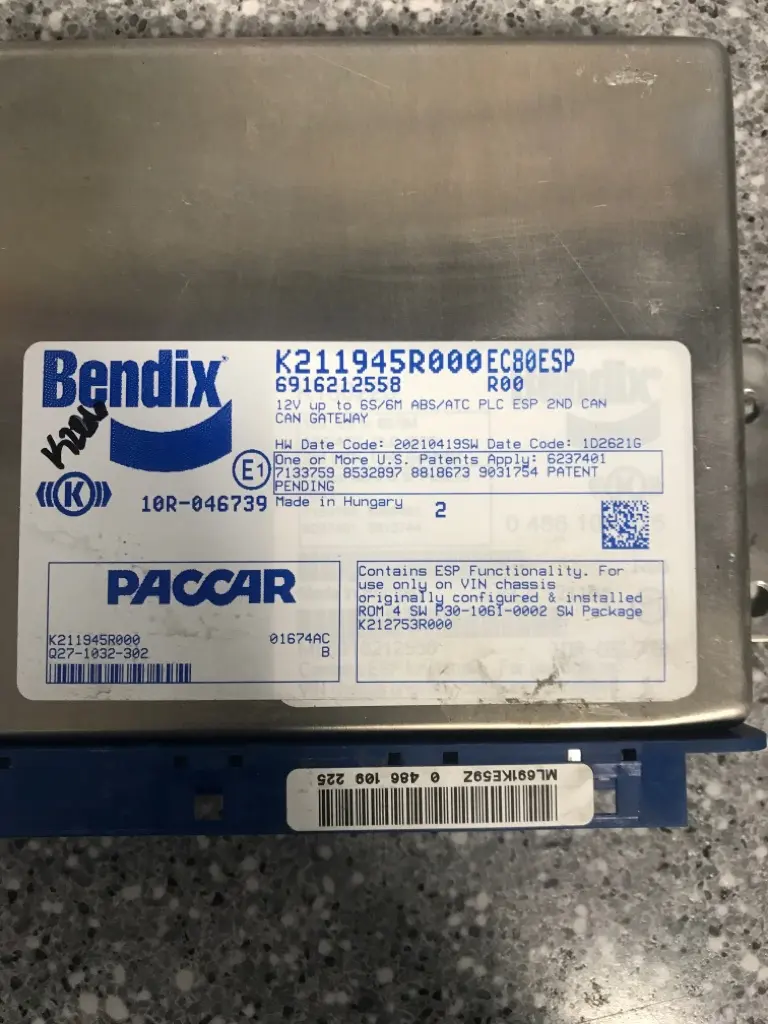 Bendix
K211945R000 EC80ESP
6916212558 R00
12V up to 6S/6M ABS/ATC PLC ESP 2ND CAN
CAN GATEWAY
HW Date Code: 20210419SW Date Code: 1D2621G
One or More U.S. Patents Apply: 6237401
7133759 8532897 8818673 9031754 PATENT
PENDING
E1
K
10R-046739 Made in Hungary 2
PACCAR
K211945R000 01674AC
Q27-1032-302 B
Contains ESP Functionality. For
use only on VIN chassis
originally configured & installed
ROM 4 SW P30-1061-0002 SW Package
K212753R000
ML691KE59Z 0 486 109 225